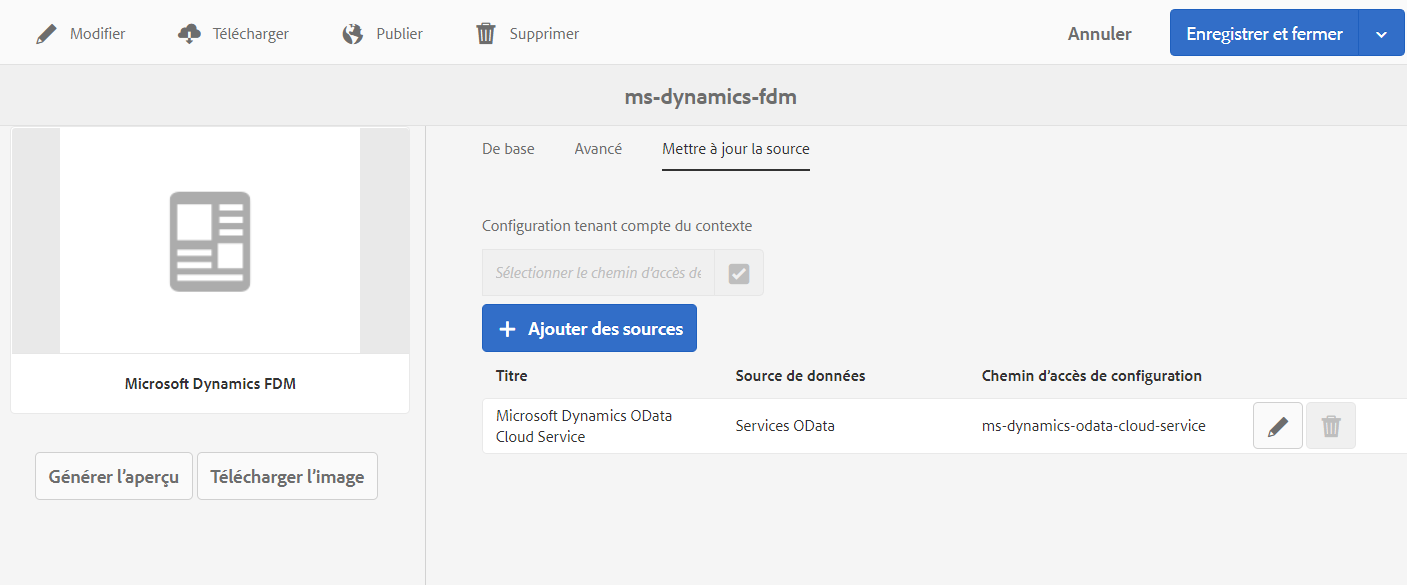 Modifier
Télécharger
Publier
Supprimer
Annuler
Enregistrer et fermer
ms-dynamics-fdm
Microsoft Dynamics FDM
Générer l’aperçu
Télécharger l’image
De base
Avancé
Mettre à jour la source
Configuration tenant compte du contexte
Sélectionner le chemin d’accès de
Ajouter des sources
Titre
Source de données
Chemin d’accès de configuration
Microsoft Dynamics OData
Cloud Service
Services OData
ms-dynamics-odata-cloud-service